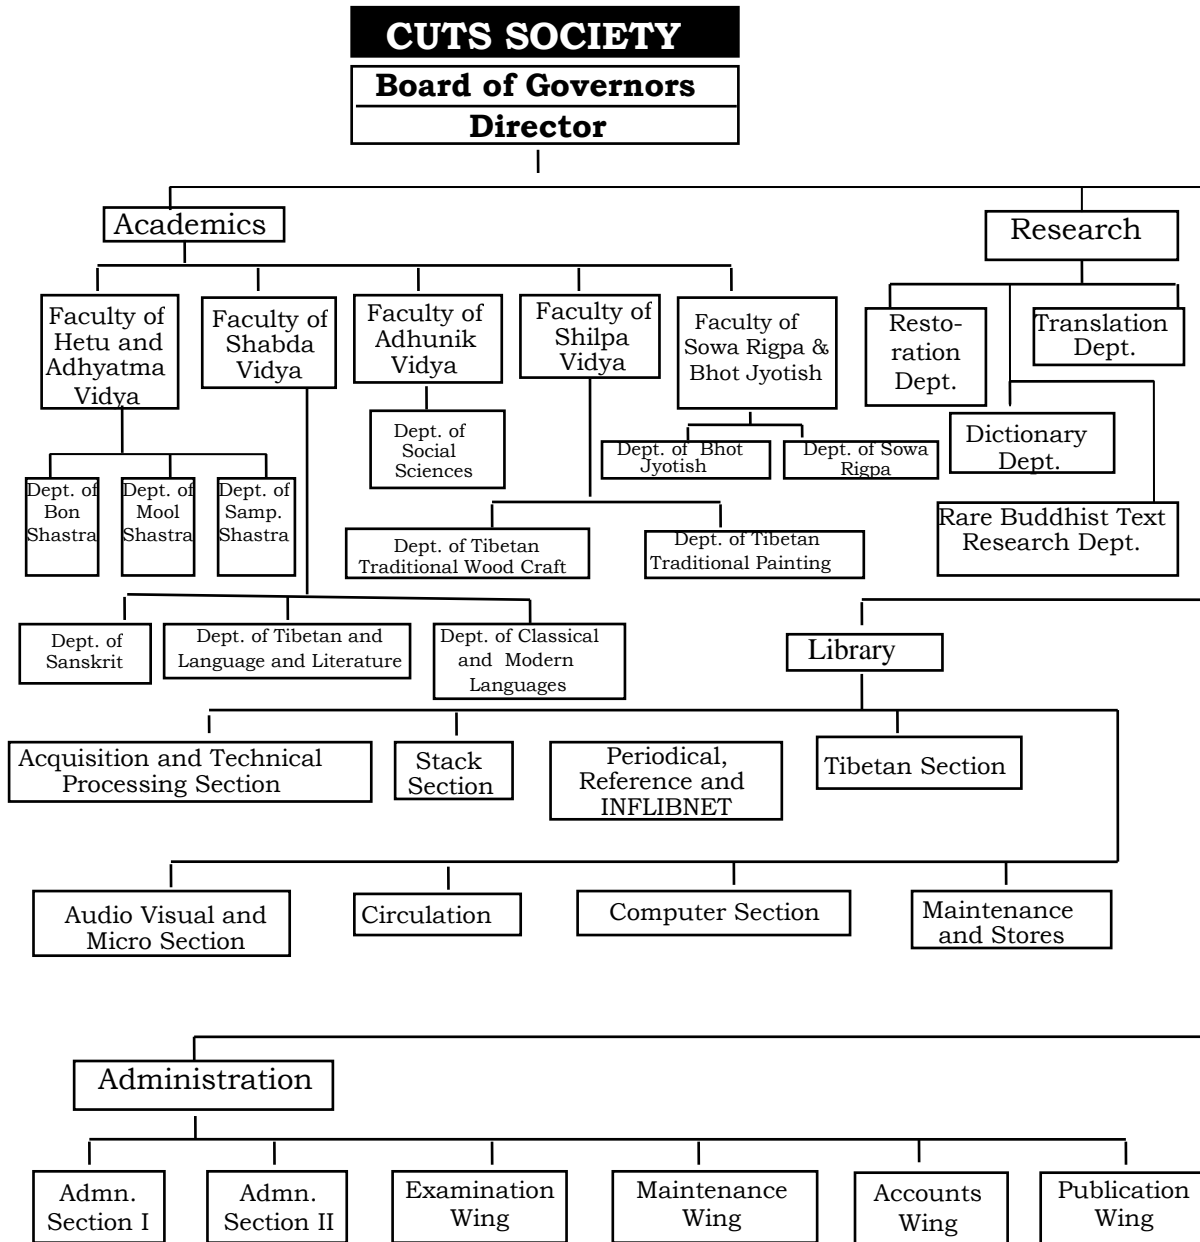 CUTS SOCIETY
Board of Governors
Director
Academics
Research
Faculty of
Hetu and
Adhyatma
Vidya
Faculty of
Shabda
Vidya
Faculty of
Adhunik
Vidya
Faculty of
Shilpa
Vidya
Faculty of
Sowa Rigpa &
Bhot Jyotish
Resto-
ration
Dept.
Translation
Dept.
Dept. of
Social
Sciences
Dept. of Bhot
Jyotish
Dept. of Sowa
Rigpa
Dictionary
Dept.
Dept. of
Bon
Shastra
Dept. of
Mool
Shastra
Dept. of
Samp.
Shastra
Dept. of Tibetan
Traditional Wood Craft
Dept. of Tibetan
Traditional Painting
Rare Buddhist Text
Research Dept.
Dept. of
Sanskrit
Dept. of Tibetan and
Language and Literature
Dept. of Classical
and Modern
Languages
Library
Acquisition and Technical
Processing Section
Stack
Section
Periodical,
Reference and
INFLIBNET
Tibetan Section
Audio Visual and
Micro Section
Circulation
Computer Section
Maintenance
and Stores
Administration
Admn.
Section I
Admn.
Section II
Examination
Wing
Maintenance
Wing
Accounts
Wing
Publication
Wing